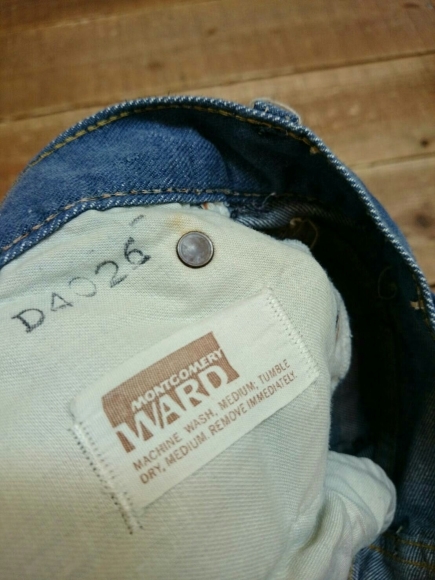 D4026
MONTGOMERY
WARD
MACHINE WASH, MEDIUM; TUMBLE
DRY, MEDIUM. REMOVE IMMEDIATELY.